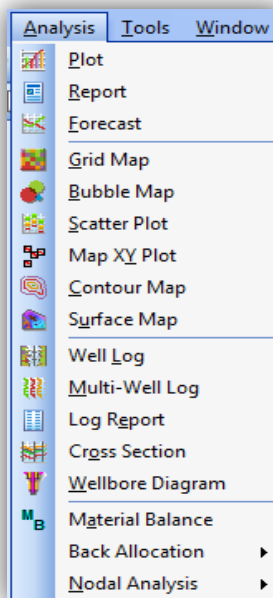 Analysis Tools Window
Plot
Report
Forecast
Grid Map
Bubble Map
Scatter Plot
Map XY Plot
Contour Map
Surface Map
Well Log
Multi-Well Log
Log Report
Cross Section
Wellbore Diagram
M B Material Balance
Back Allocation
Nodal Analysis